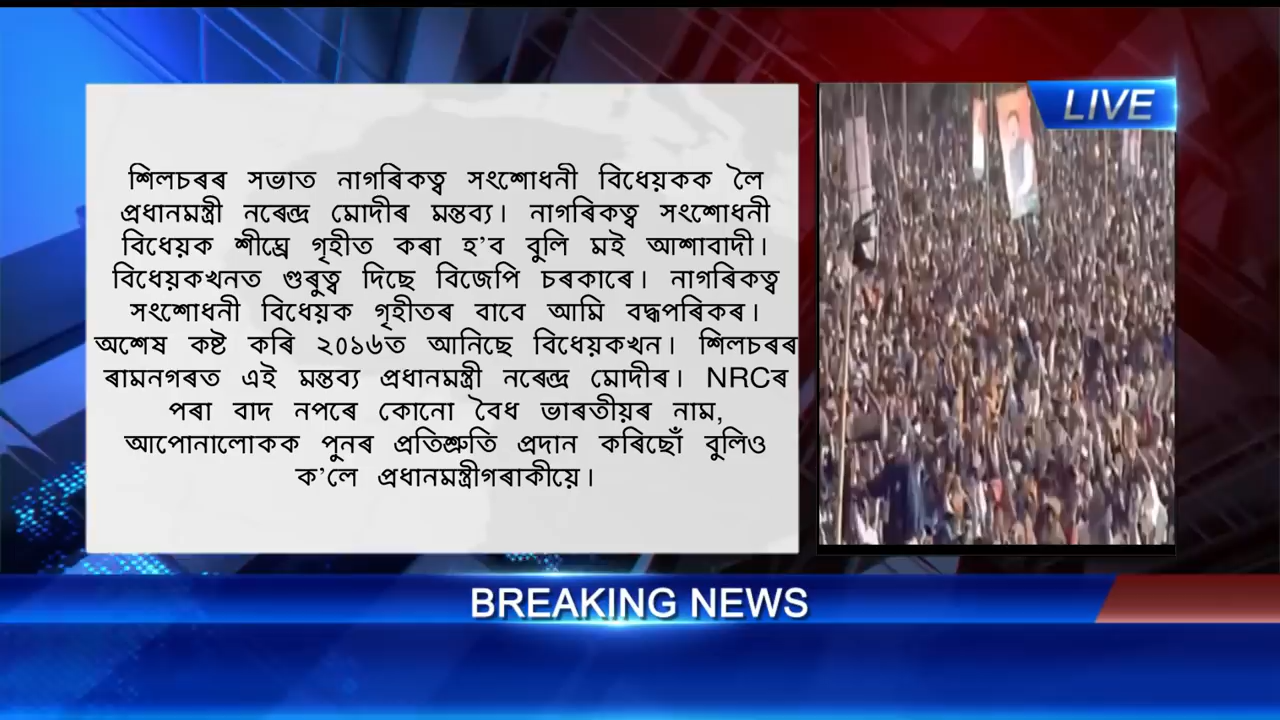 LIVE
শিলচৰৰ সভাত নাগৰিকত্ব সংশোধনী বিধেয়কক লৈ
প্ৰধানমন্ত্ৰী নৰেন্দ্ৰ মোদীৰ মন্তব্য। নাগৰিকত্ব সংশোধনী
বিধেয়ক শীঘ্ৰে গৃহীত কৰা হ'ব বুলি মই আশাবাদী।
বিধেয়কখনত গুৰুত্ব দিছে বিজেপি চৰকাৰে। নাগৰিকত্ব
সংশোধনী বিধেয়ক গৃহীতৰ বাবে আমি বদ্ধপৰিকৰ।
অশেষ কষ্ট কৰি ২০১৬ত আনিছে বিধেয়কখন। শিলচৰৰ
ৰামনগৰত এই মন্তব্য প্ৰধানমন্ত্ৰী নৰেন্দ্ৰ মোদীৰ। NRCৰ
পৰা বাদ নপৰে কোনো বৈধ ভাৰতীয়ৰ নাম,
আপোনালোকক পুনৰ প্ৰতিশ্ৰুতি প্ৰদান কৰিছোঁ বুলিও
ক'লে প্ৰধানমন্ত্ৰীগৰাকীয়ে।
BREAKING NEWS